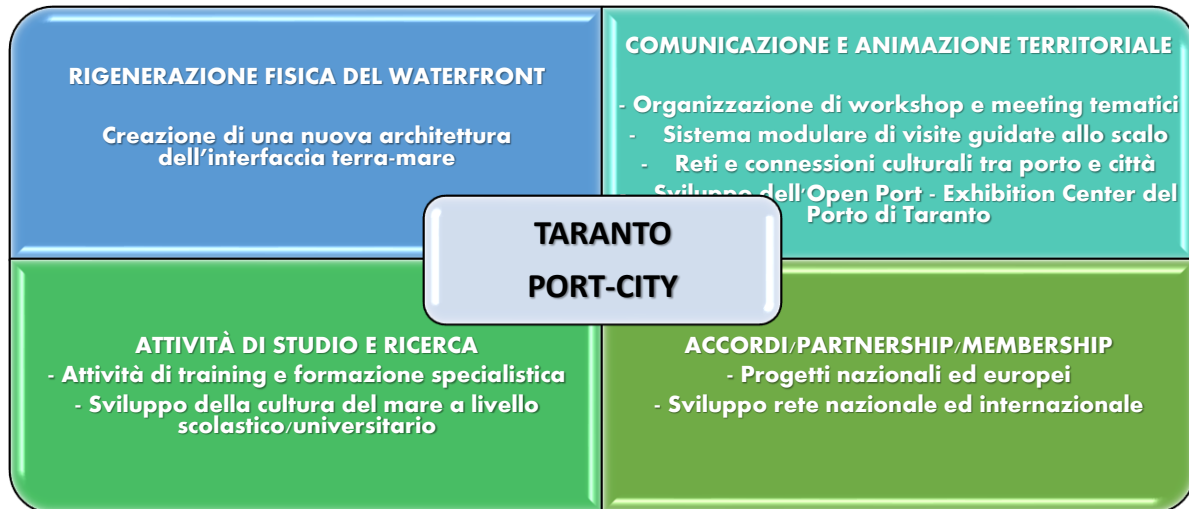 RIGENERAZIONE FISICA DEL WATERFRONT
Creazione di una nuova architettura
dell'interfaccia terra-mare
COMUNICAZIONE E ANIMAZIONE TERRITORIALE
- Organizzazione di workshop e meeting tematici
- Sistema modulare di visite guidate allo scalo
- Reti e connessioni culturali tra porto e città
- Sviluppo dell'Open Port - Exhibition Center del
Porto di Taranto
TARANTO
PORT-CITY
ATTIVITÀ DI STUDIO E RICERCA
- Attività di training e formazione specialistica
- Sviluppo della cultura del mare a livello
scolastico/universitario
ACCORDI/PARTNERSHIP/MEMBERSHIP
- Progetti nazionali ed europei
- Sviluppo rete nazionale ed internazionale